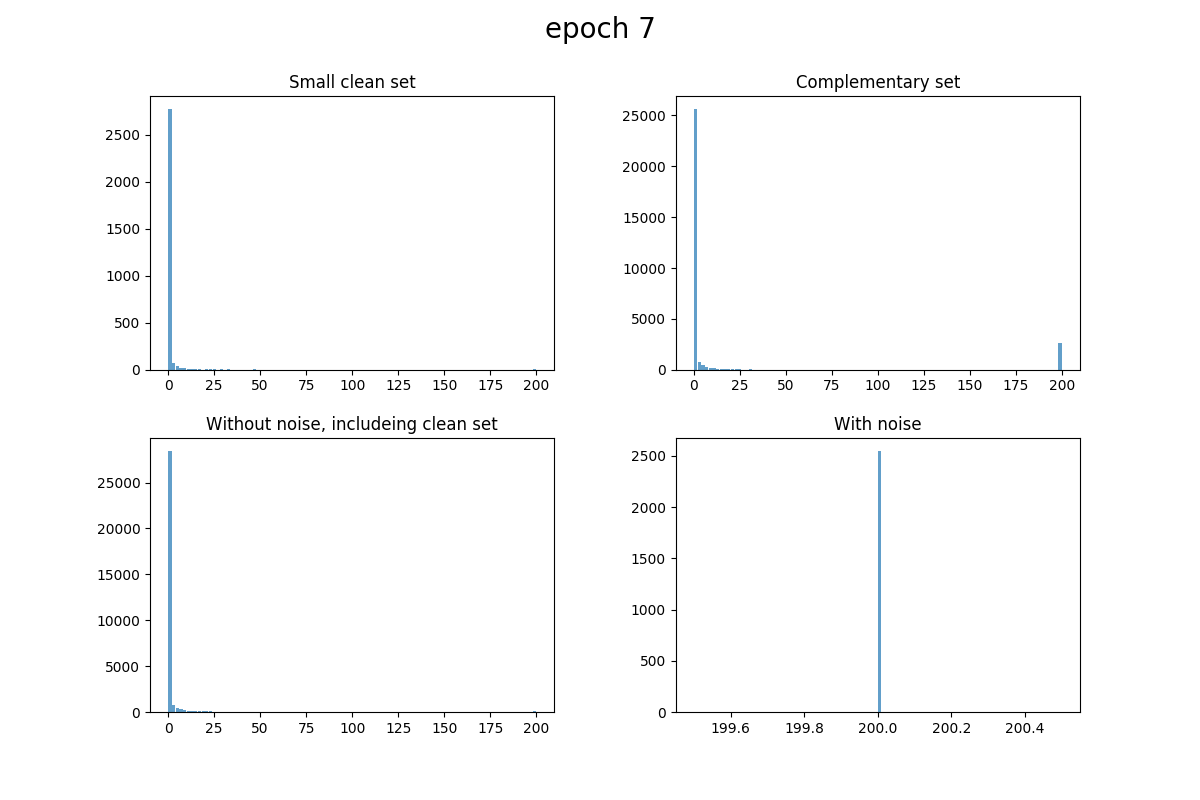 epoch 7
Small clean set
2500
2000
1500
1000
500
0
0 25 50 75 100 125 150 175 200
Complementary set
25000
20000
15000
10000
5000
0
0 25 50 75 100 125 150 175 200
Without noise, includeing clean set
25000
20000
15000
10000
5000
0
0 25 50 75 100 125 150 175 200
With noise
2500
2000
1500
1000
500
0
199.6 199.8 200.0 200.2 200.4